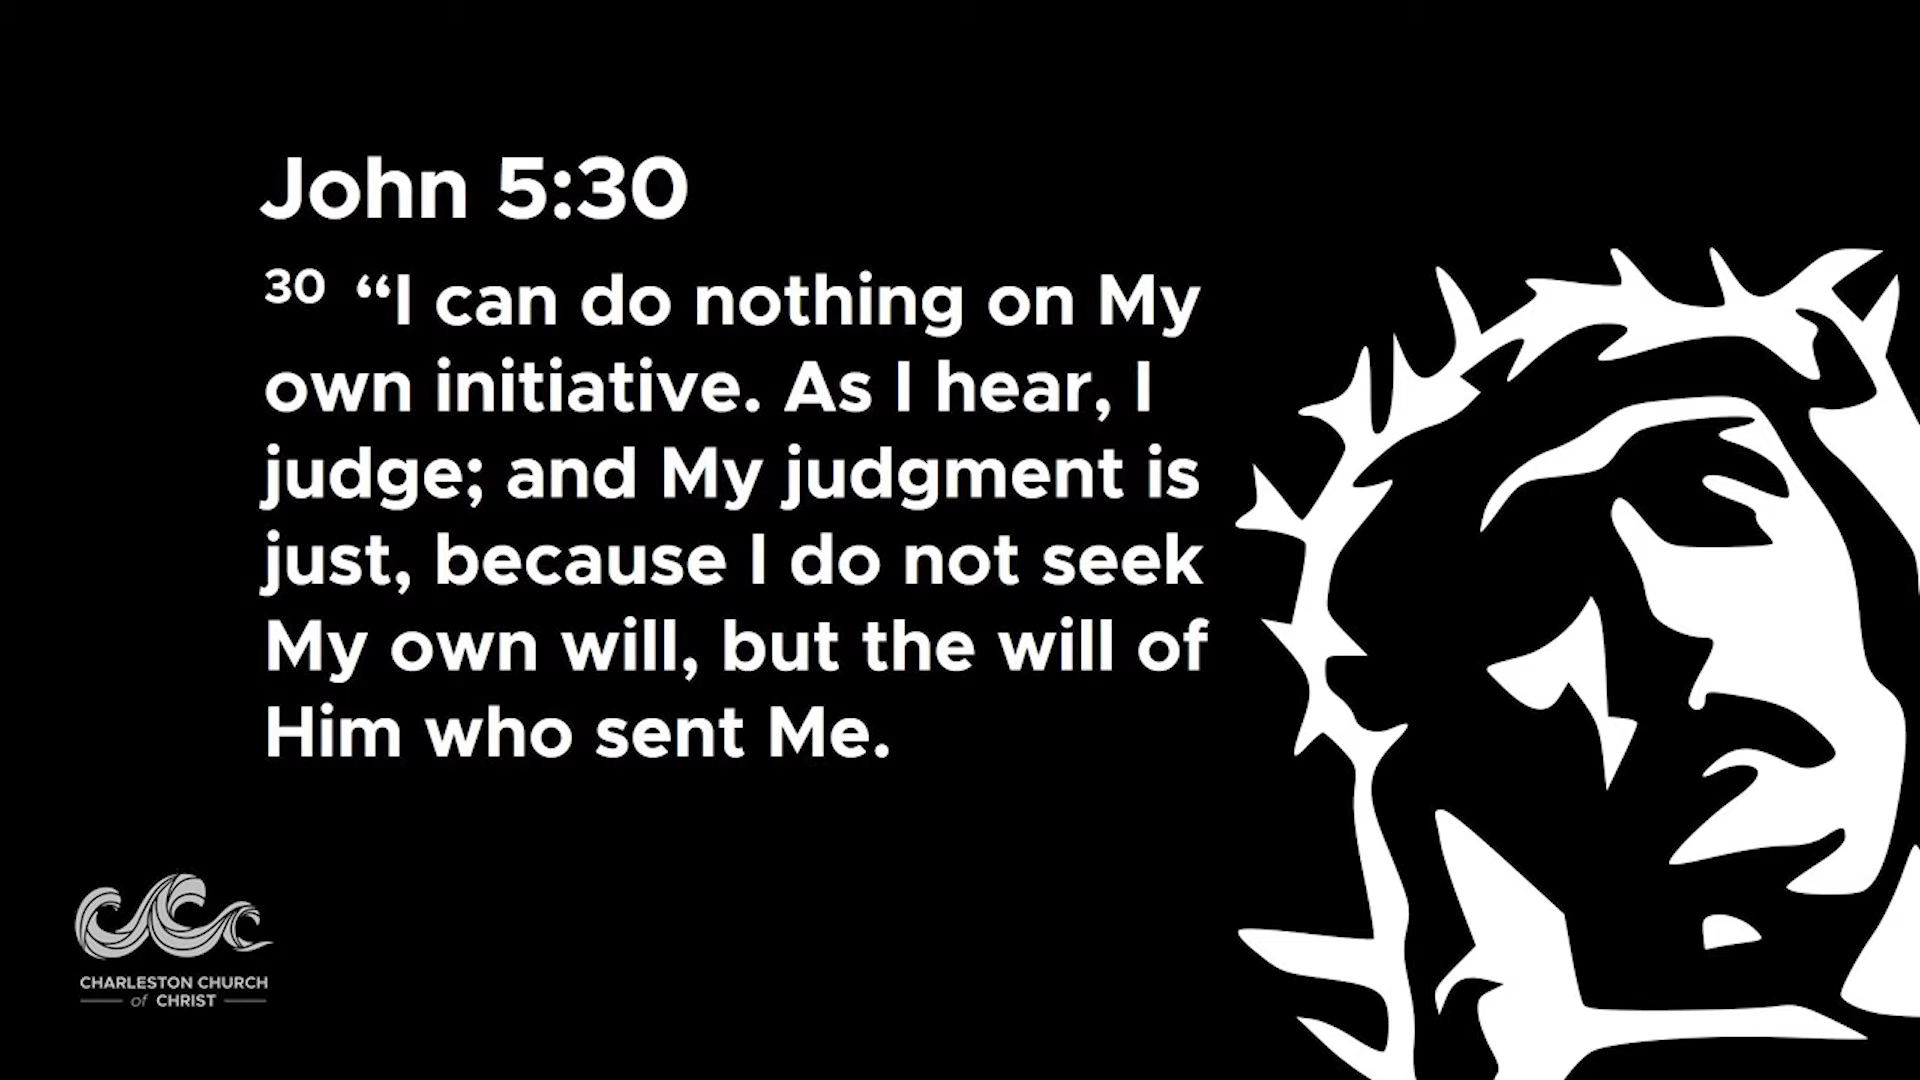 John 5:30
30 “I can do nothing on My
own initiative. As I hear, I
judge; and My judgment is
just, because I do not seek
My own will, but the will of
Him who sent Me.
CHARLESTON CHURCH
of CHRIST